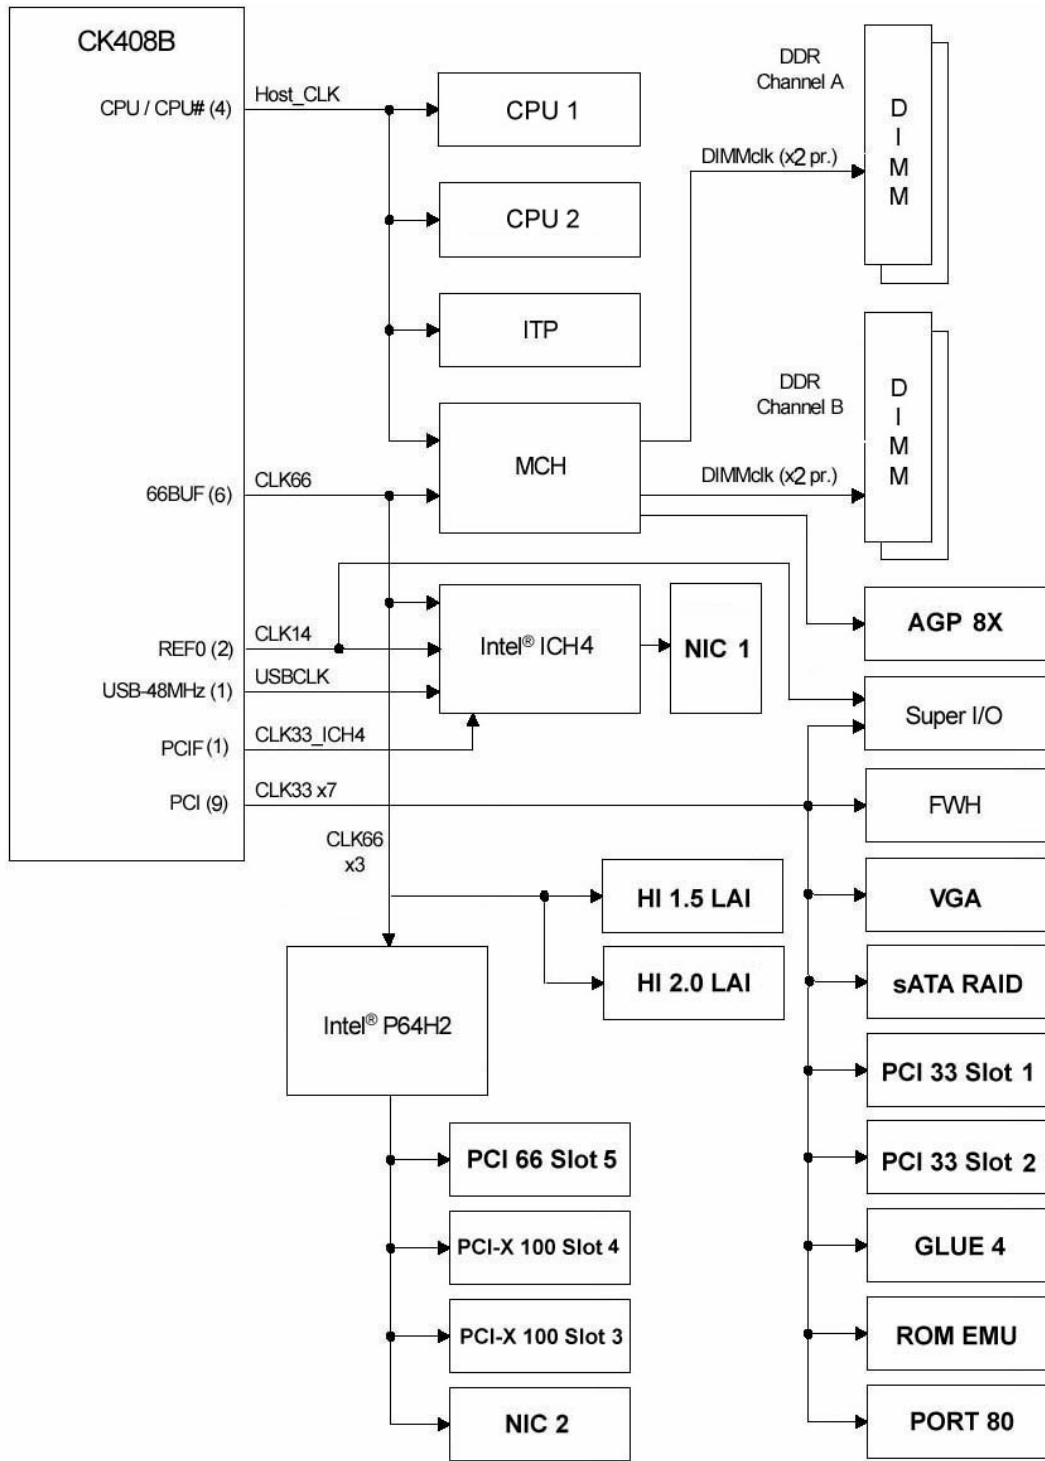 CK408B
CPU / CPU# (4)
Host_CLK
CPU 1
CPU 2
ITP
MCH
DDR
Channel A
DIMMclk (x2 pr.)
D
I
M
M
DDR
Channel B
DIMMclk (x2 pr.)
D
I
M
M
66BUF (6)
CLK66
REF0 (2)
CLK14
USB-48MHz (1)
USBCLK
PCIF (1)
CLK33_ICH4
PCI (9)
CLK33 x7
Intel® ICH4
NIC 1
AGP 8X
Super I/O
FWH
VGA
sATA RAID
PCI 33 Slot 1
PCI 33 Slot 2
GLUE 4
ROM EMU
PORT 80
CLK66
x3
HI 1.5 LAI
HI 2.0 LAI
Intel® P64H2
PCI 66 Slot 5
PCI-X 100 Slot 4
PCI-X 100 Slot 3
NIC 2